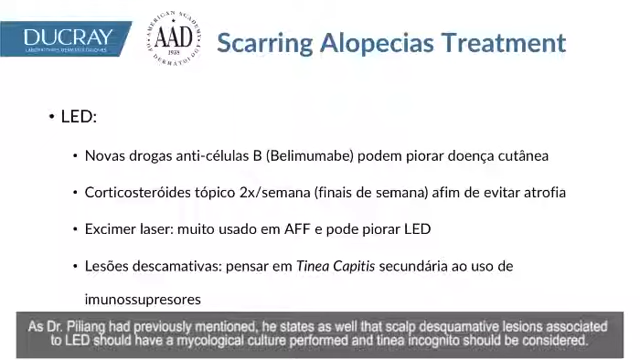 DUCRAY
LABORATOIRES DERMATOLOGIQUES
AMERICAN ACADEMY OF DERMATOLOGY
AAD
1938
Scarring Alopecias Treatment
• LED:
• Novas drogas anti-células B (Belimumabe) podem piorar doença cutânea
• Corticosteróides tópico 2x/semana (finais de semana) afim de evitar atrofia
• Excimer laser: muito usado em AFF e pode piorar LED
• Lesões descamativas: pensar em Tinea Capitis secundária ao uso de
imunossupresores
As Dr. Piliang had previously mentioned, he states as well that scalp desquamative lesions associated
to LED should have a mycological culture performed and tinea incognito should be considered.